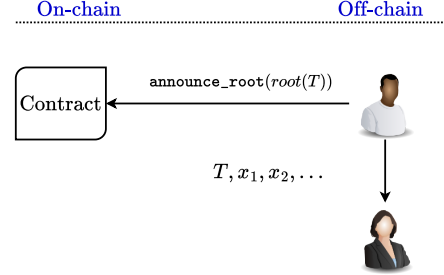 On-chain Off-chain
announce_root(root(T))
Contract
T, x₁, x₂, ...